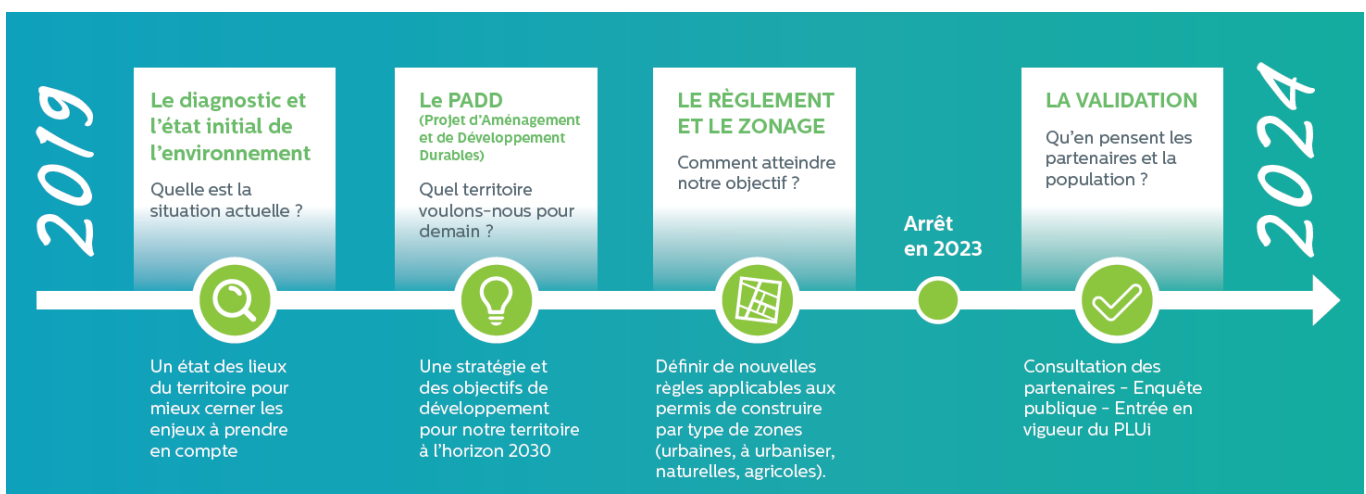 2019
Le diagnostic et
l'état initial de
l'environnement
Quelle est la
situation actuelle ?
Un état des lieux
du territoire pour
mieux cerner les
enjeux à prendre
en compte
Le PADD
(Projet d'Aménagement
et de Développement
Durables)
Quel territoire
voulons-nous pour
demain ?
Une stratégie et
des objectifs de
développement
pour notre territoire
à l'horizon 2030
LE RÈGLEMENT
ET LE ZONAGE
Comment atteindre
notre objectif ?
Définir de nouvelles
règles applicables aux
permis de construire
par type de zones
(urbaines, à urbaniser,
naturelles, agricoles).
Arrêt
en 2023
LA VALIDATION
Qu'en pensent les
partenaires et la
population ?
Consultation des
partenaires - Enquête
publique - Entrée en
vigueur du PLUi
2024